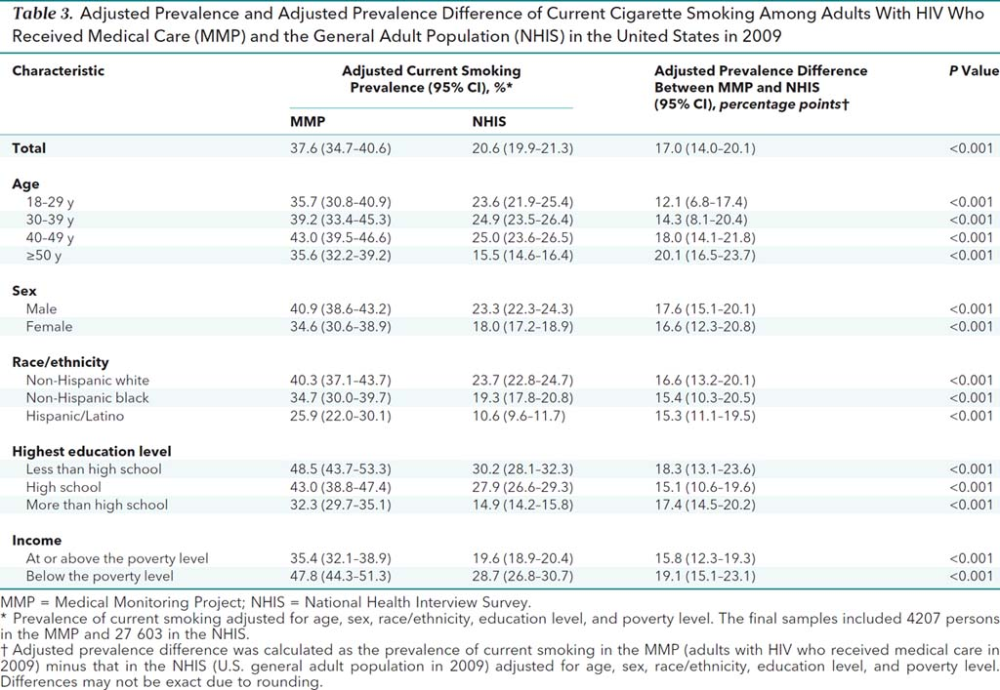 Table 3. Adjusted Prevalence and Adjusted Prevalence Difference of Current Cigarette Smoking Among Adults With HIV Who
Received Medical Care (MMP) and the General Adult Population (NHIS) in the United States in 2009
Characteristic Adjusted Current Smoking Prevalence (95% CI), %* Adjusted Prevalence Difference Between MMP and NHIS (95% CI), percentage points† P Value
MMP NHIS
Total 37.6 (34.7–40.6) 20.6 (19.9–21.3) 17.0 (14.0–20.1) <0.001
Age
18–29 y 35.7 (30.8–40.9) 23.6 (21.9–25.4) 12.1 (6.8–17.4) <0.001
30–39 y 39.2 (33.4–45.3) 24.9 (23.5–26.4) 14.3 (8.1–20.4) <0.001
40–49 y 43.0 (39.5–46.6) 25.0 (23.6–26.5) 18.0 (14.1–21.8) <0.001
≥50 y 35.6 (32.2–39.2) 15.5 (14.6–16.4) 20.1 (16.5–23.7) <0.001
Sex
Male 40.9 (38.6–43.2) 23.3 (22.3–24.3) 17.6 (15.1–20.1) <0.001
Female 34.6 (30.6–38.9) 18.0 (17.2–18.9) 16.6 (12.3–20.8) <0.001
Race/ethnicity
Non-Hispanic white 40.3 (37.1–43.7) 23.7 (22.8–24.7) 16.6 (13.2–20.1) <0.001
Non-Hispanic black 34.7 (30.0–39.7) 19.3 (17.8–20.8) 15.4 (10.3–20.5) <0.001
Hispanic/Latino 25.9 (22.0–30.1) 10.6 (9.6–11.7) 15.3 (11.1–19.5) <0.001
Highest education level
Less than high school 48.5 (43.7–53.3) 30.2 (28.1–32.3) 18.3 (13.1–23.6) <0.001
High school 43.0 (38.8–47.4) 27.9 (26.6–29.3) 15.1 (10.6–19.6) <0.001
More than high school 32.3 (29.7–35.1) 14.9 (14.2–15.8) 17.4 (14.5–20.2) <0.001
Income
At or above the poverty level 35.4 (32.1–38.9) 19.6 (18.9–20.4) 15.8 (12.3–19.3) <0.001
Below the poverty level 47.8 (44.3–51.3) 28.7 (26.8–30.7) 19.1 (15.1–23.1) <0.001
MMP = Medical Monitoring Project; NHIS = National Health Interview Survey.
* Prevalence of current smoking adjusted for age, sex, race/ethnicity, education level, and poverty level. The final samples included 4207 persons
in the MMP and 27 603 in the NHIS.
† Adjusted prevalence difference was calculated as the prevalence of current smoking in the MMP (adults with HIV who received medical care in
2009) minus that in the NHIS (U.S. general adult population in 2009) adjusted for age, sex, race/ethnicity, education level, and poverty level.
Differences may not be exact due to rounding.